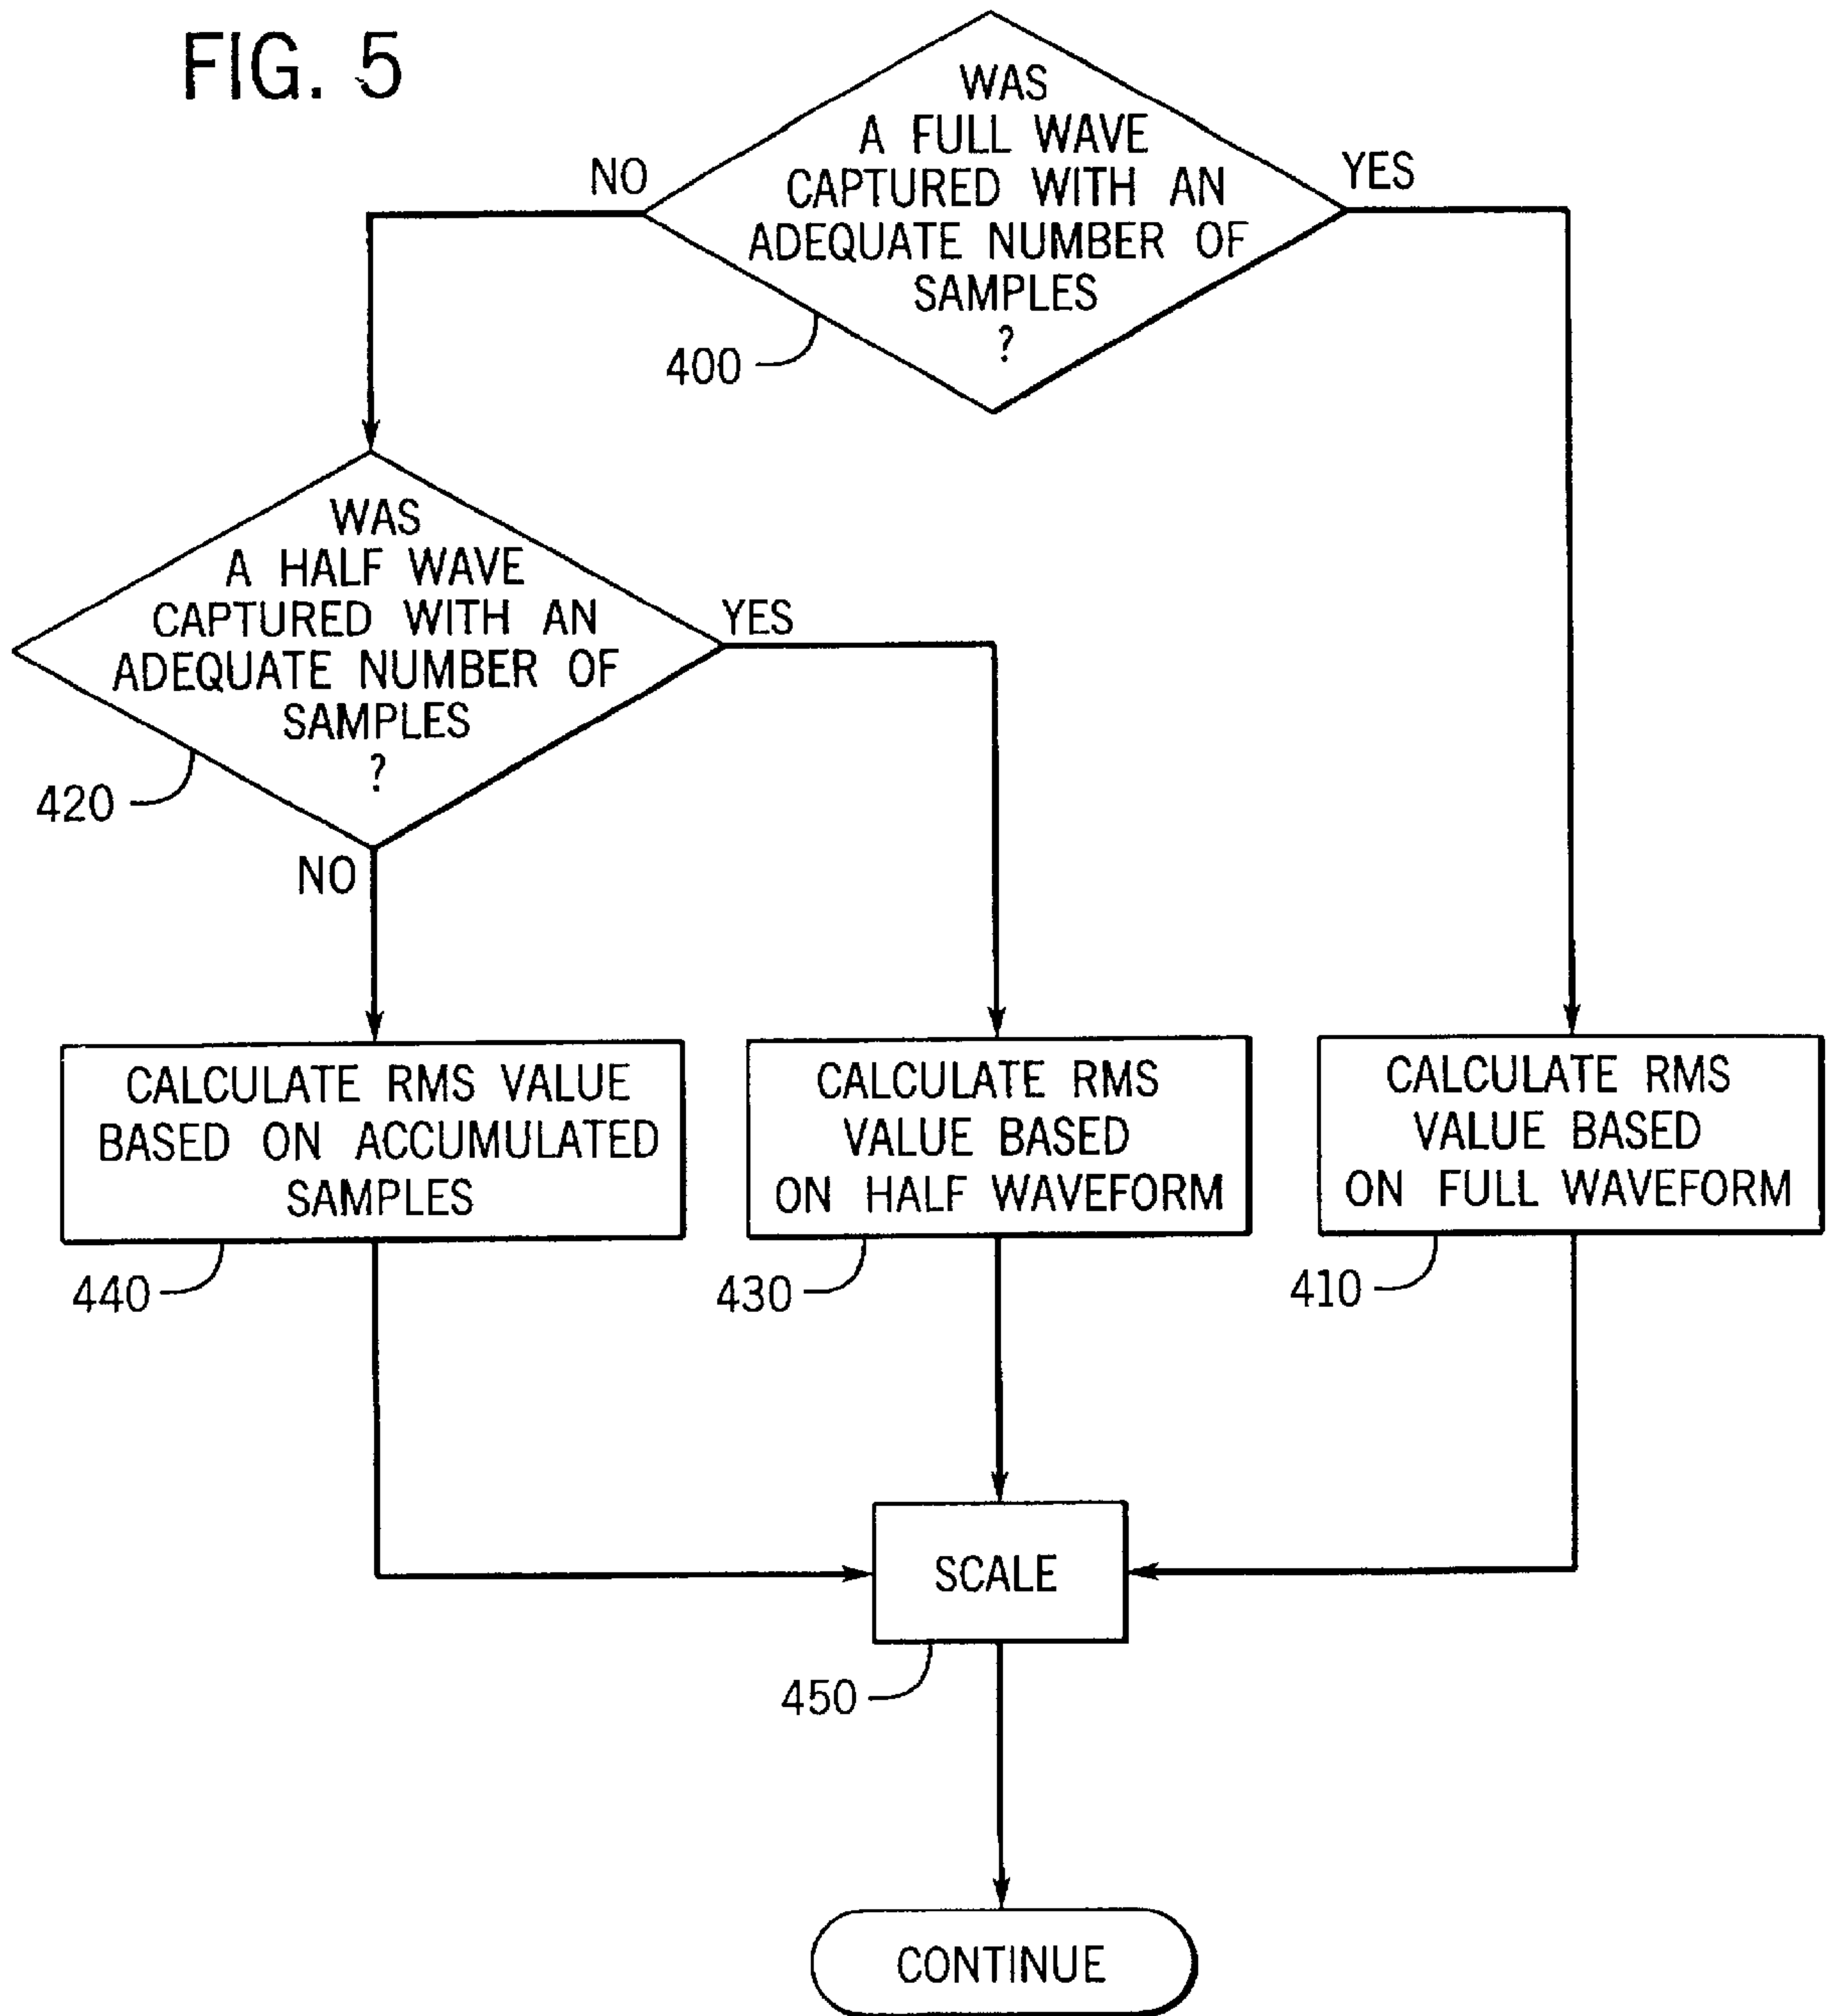 FIG. 5
WAS
A FULL WAVE
CAPTURED WITH AN
ADEQUATE NUMBER OF
SAMPLES
?
NO
YES
400
WAS
A HALF WAVE
CAPTURED WITH AN
ADEQUATE NUMBER OF
SAMPLES
?
YES
420
NO
CALCULATE RMS VALUE
BASED ON ACCUMULATED
SAMPLES
440
CALCULATE RMS
VALUE BASED
ON HALF WAVEFORM
430
CALCULATE RMS
VALUE BASED
ON FULL WAVEFORM
410
SCALE
450
CONTINUE